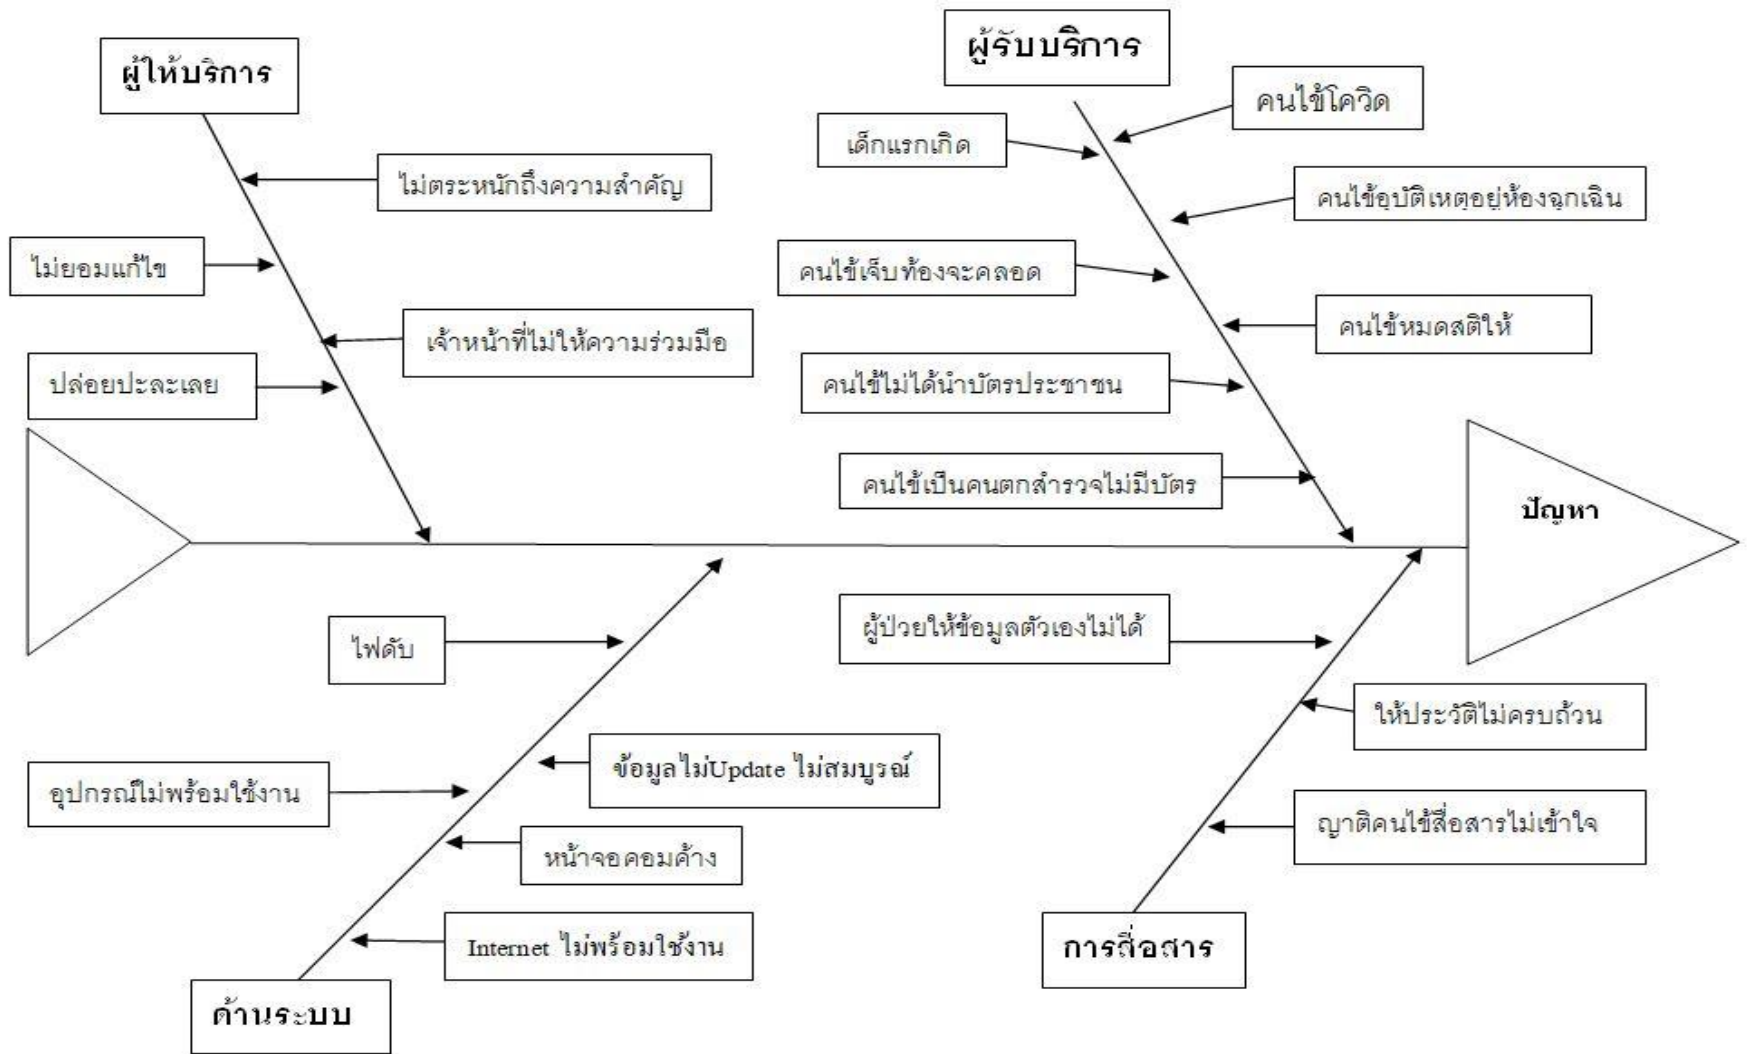 ผู้ให้บริการ
ไม่ตระหนักถึงความสำคัญ
ไม่ยอมแก้ไข
เจ้าหน้าที่ไม่ให้ความร่วมมือ
ปล่อยปะละเลย
ผู้รับบริการ
คนไข้โควิด
เด็กแรกเกิด
คนไข้อุบัติเหตุอยู่ห้องฉุกเฉิน
คนไข้เจ็บท้องจะคลอด
คนไข้หมดสติให้
คนไข้ไม่ได้นำบัตรประชาชน
คนไข้เป็นคนตกสำรวจไม่มีบัตร
ปัญหา
ไฟดับ
ข้อมูลไม่Update ไม่สมบูรณ์
อุปกรณ์ไม่พร้อมใช้งาน
หน้าจอคอมค้าง
Internet ไม่พร้อมใช้งาน
ด้านระบบ
ผู้ป่วยให้ข้อมูลตัวเองไม่ได้
ให้ประวัติไม่ครบถ้วน
ญาติคนไข้สื่อสารไม่เข้าใจ
การสื่อสาร